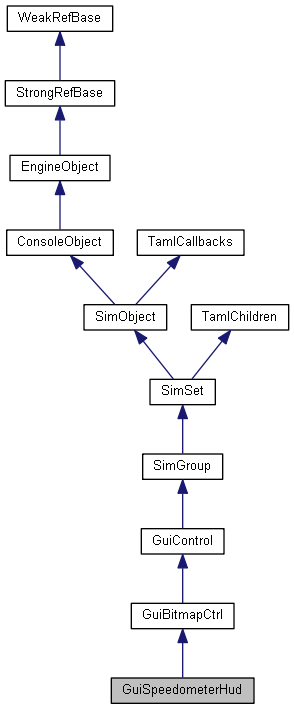 WeakRefBase
StrongRefBase
EngineObject
ConsoleObject
TamlCallbacks
SimObject
TamlChildren
SimSet
SimGroup
GuiControl
GuiBitmapCtrl
GuiSpeedometerHud